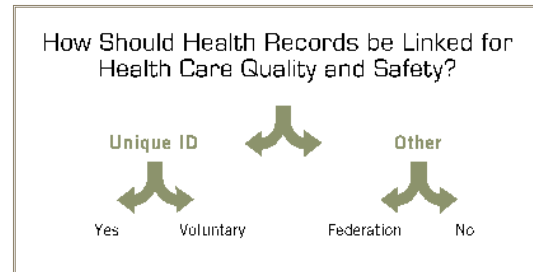 How Should Health Records be Linked for
Health Care Quality and Safety?
Unique ID
Other
Yes
Voluntary
Federation
No